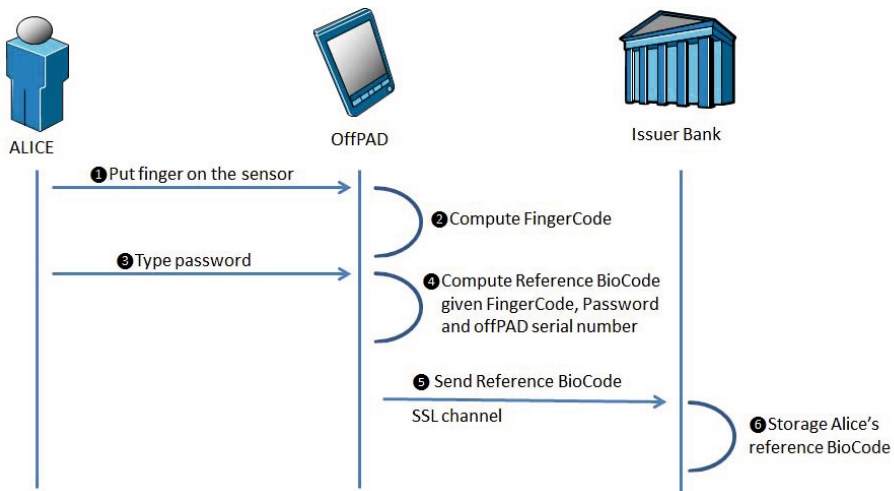 ALICE
OffPAD
Issuer Bank
❶Put finger on the sensor
❷Compute FingerCode
❸Type password
❹Compute Reference BioCode
given FingerCode, Password
and offPAD serial number
❺ Send Reference BioCode
SSL channel
❻Storage Alice's
reference BioCode